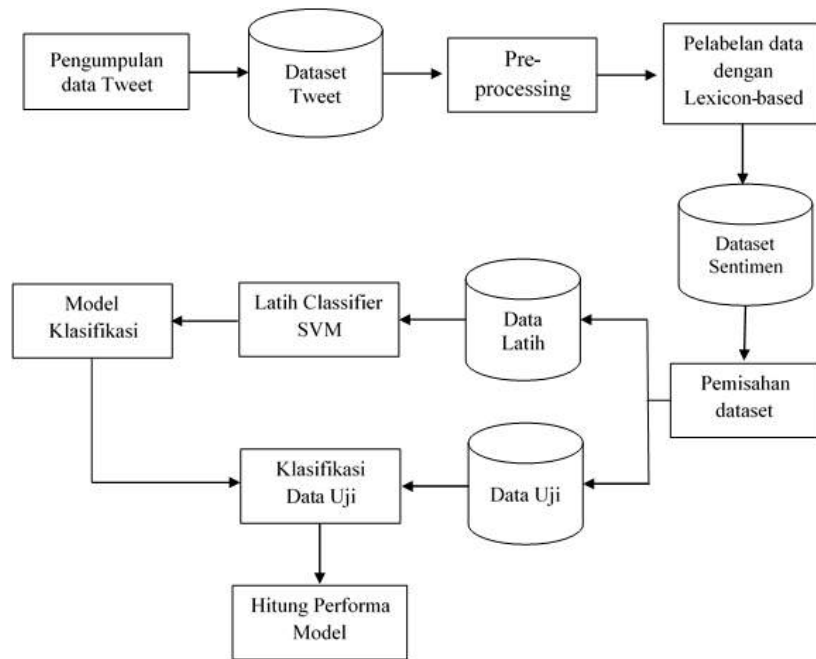 Pengumpulan
data Tweet
Dataset
Tweet
Pre-
processing
Pelabelan data
dengan
Lexicon-based
Dataset
Sentimen
Pemisahan
dataset
Data
Latih
Latih Classifier
SVM
Model
Klasifikasi
Data Uji
Klasifikasi
Data Uji
Hitung Performa
Model